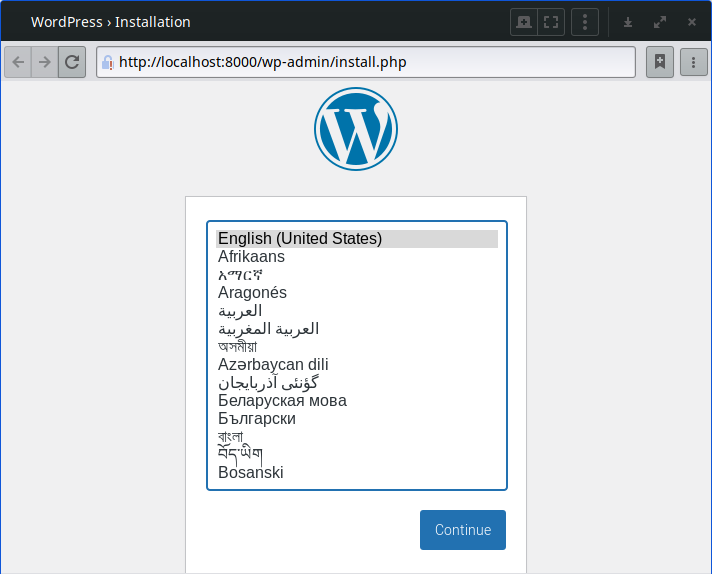 WordPress › Installation
http://localhost:8000/wp-admin/install.php
English (United States)
Afrikaans
አማርኛ
Aragonés
العربية
العربية المغربية
অসমীয়া
Azərbaycan dili
گؤنئی آذربایجان
Беларуская мова
Български
বাংলা
བོད་ཡིག
Bosanski
Continue